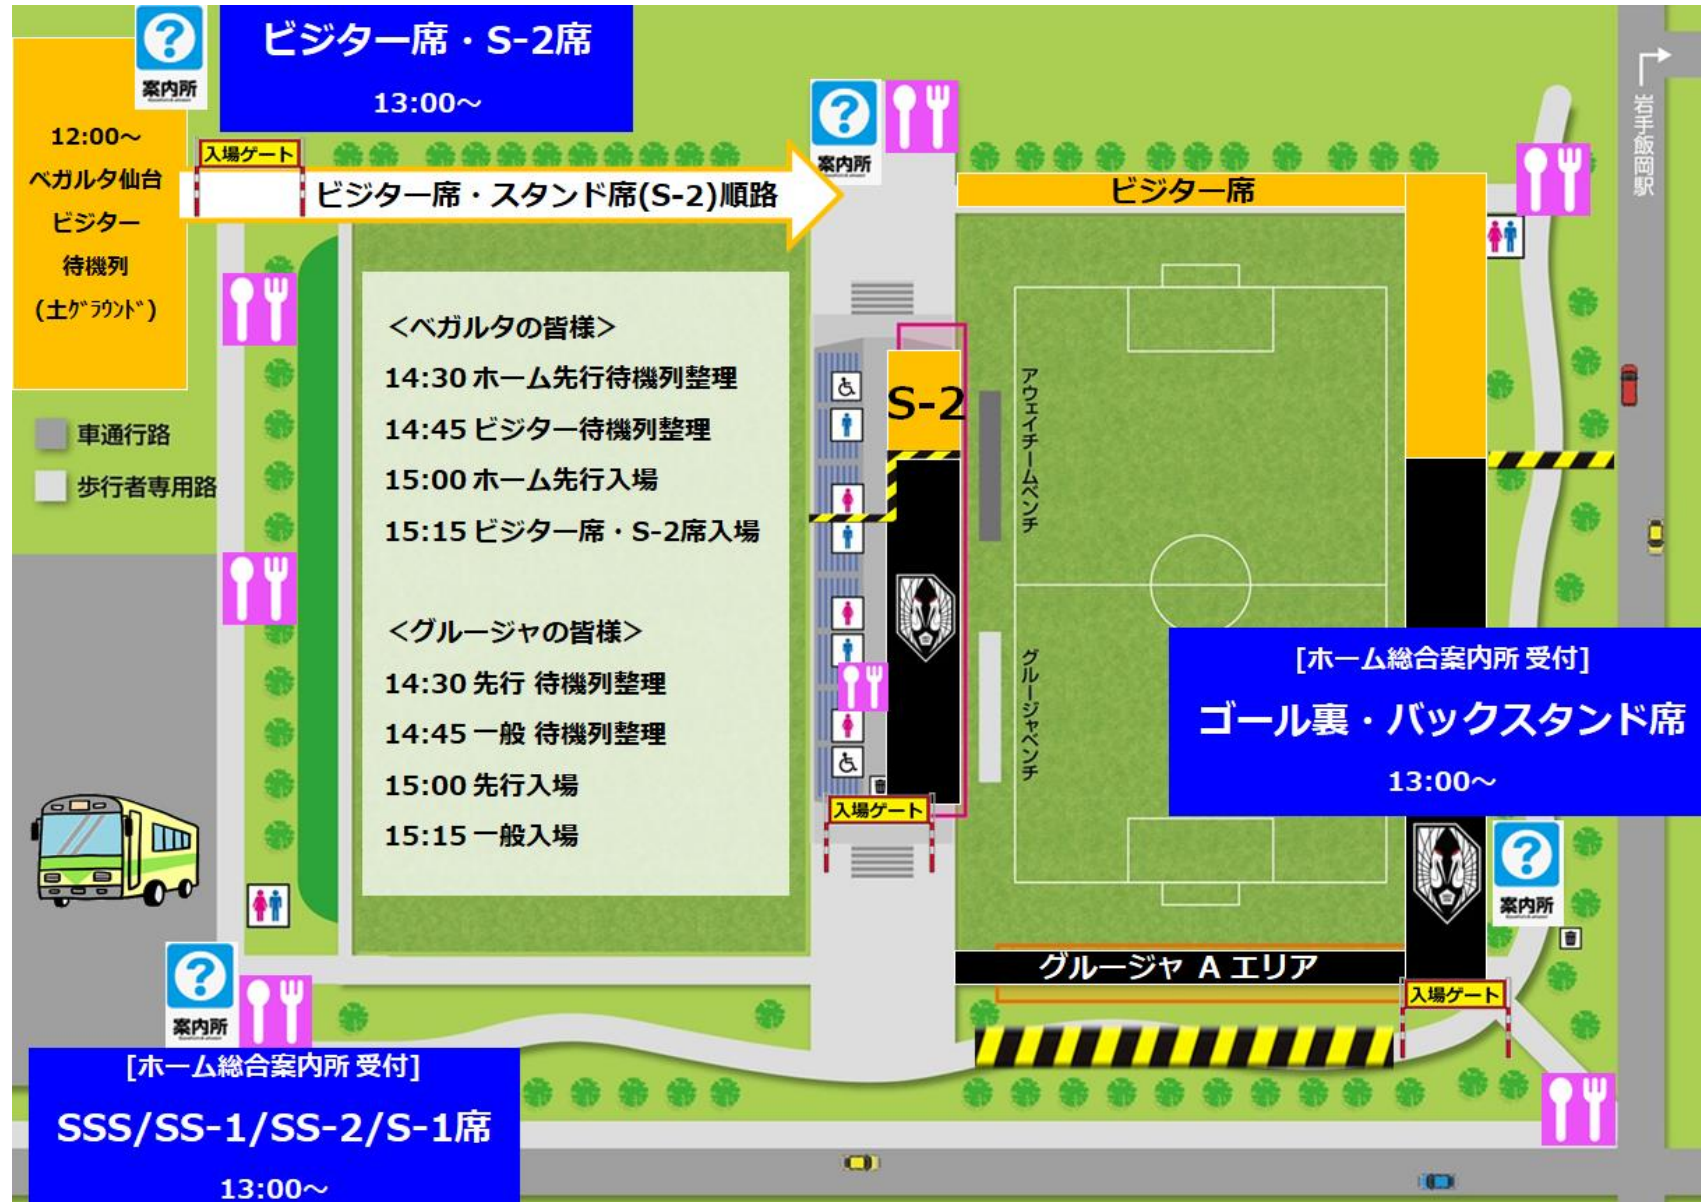 案内所
ビジター席・S-2席
13:00～
12:00～
ベガルタ仙台
ビジター
待機列
(土ｸﾞﾗｳﾝﾄﾞ)
入場ゲート
ビジター席・スタンド席(S-2)順路
案内所
ビジター席
岩手飯岡駅
車通行路
歩行者専用路
＜ベガルタの皆様＞
14:30 ホーム先行待機列整理
14:45 ビジター待機列整理
15:00 ホーム先行入場
15:15 ビジター席・S-2席入場
＜グルージャの皆様＞
14:30 先行 待機列整理
14:45 一般 待機列整理
15:00 先行入場
15:15 一般入場
S-2
アウェイチームベンチ
グルージャベンチ
入場ゲート
[ホーム総合案内所 受付]
ゴール裏・バックスタンド席
13:00～
案内所
グルージャ A エリア
入場ゲート
案内所
[ホーム総合案内所 受付]
SSS/SS-1/SS-2/S-1席
13:00～